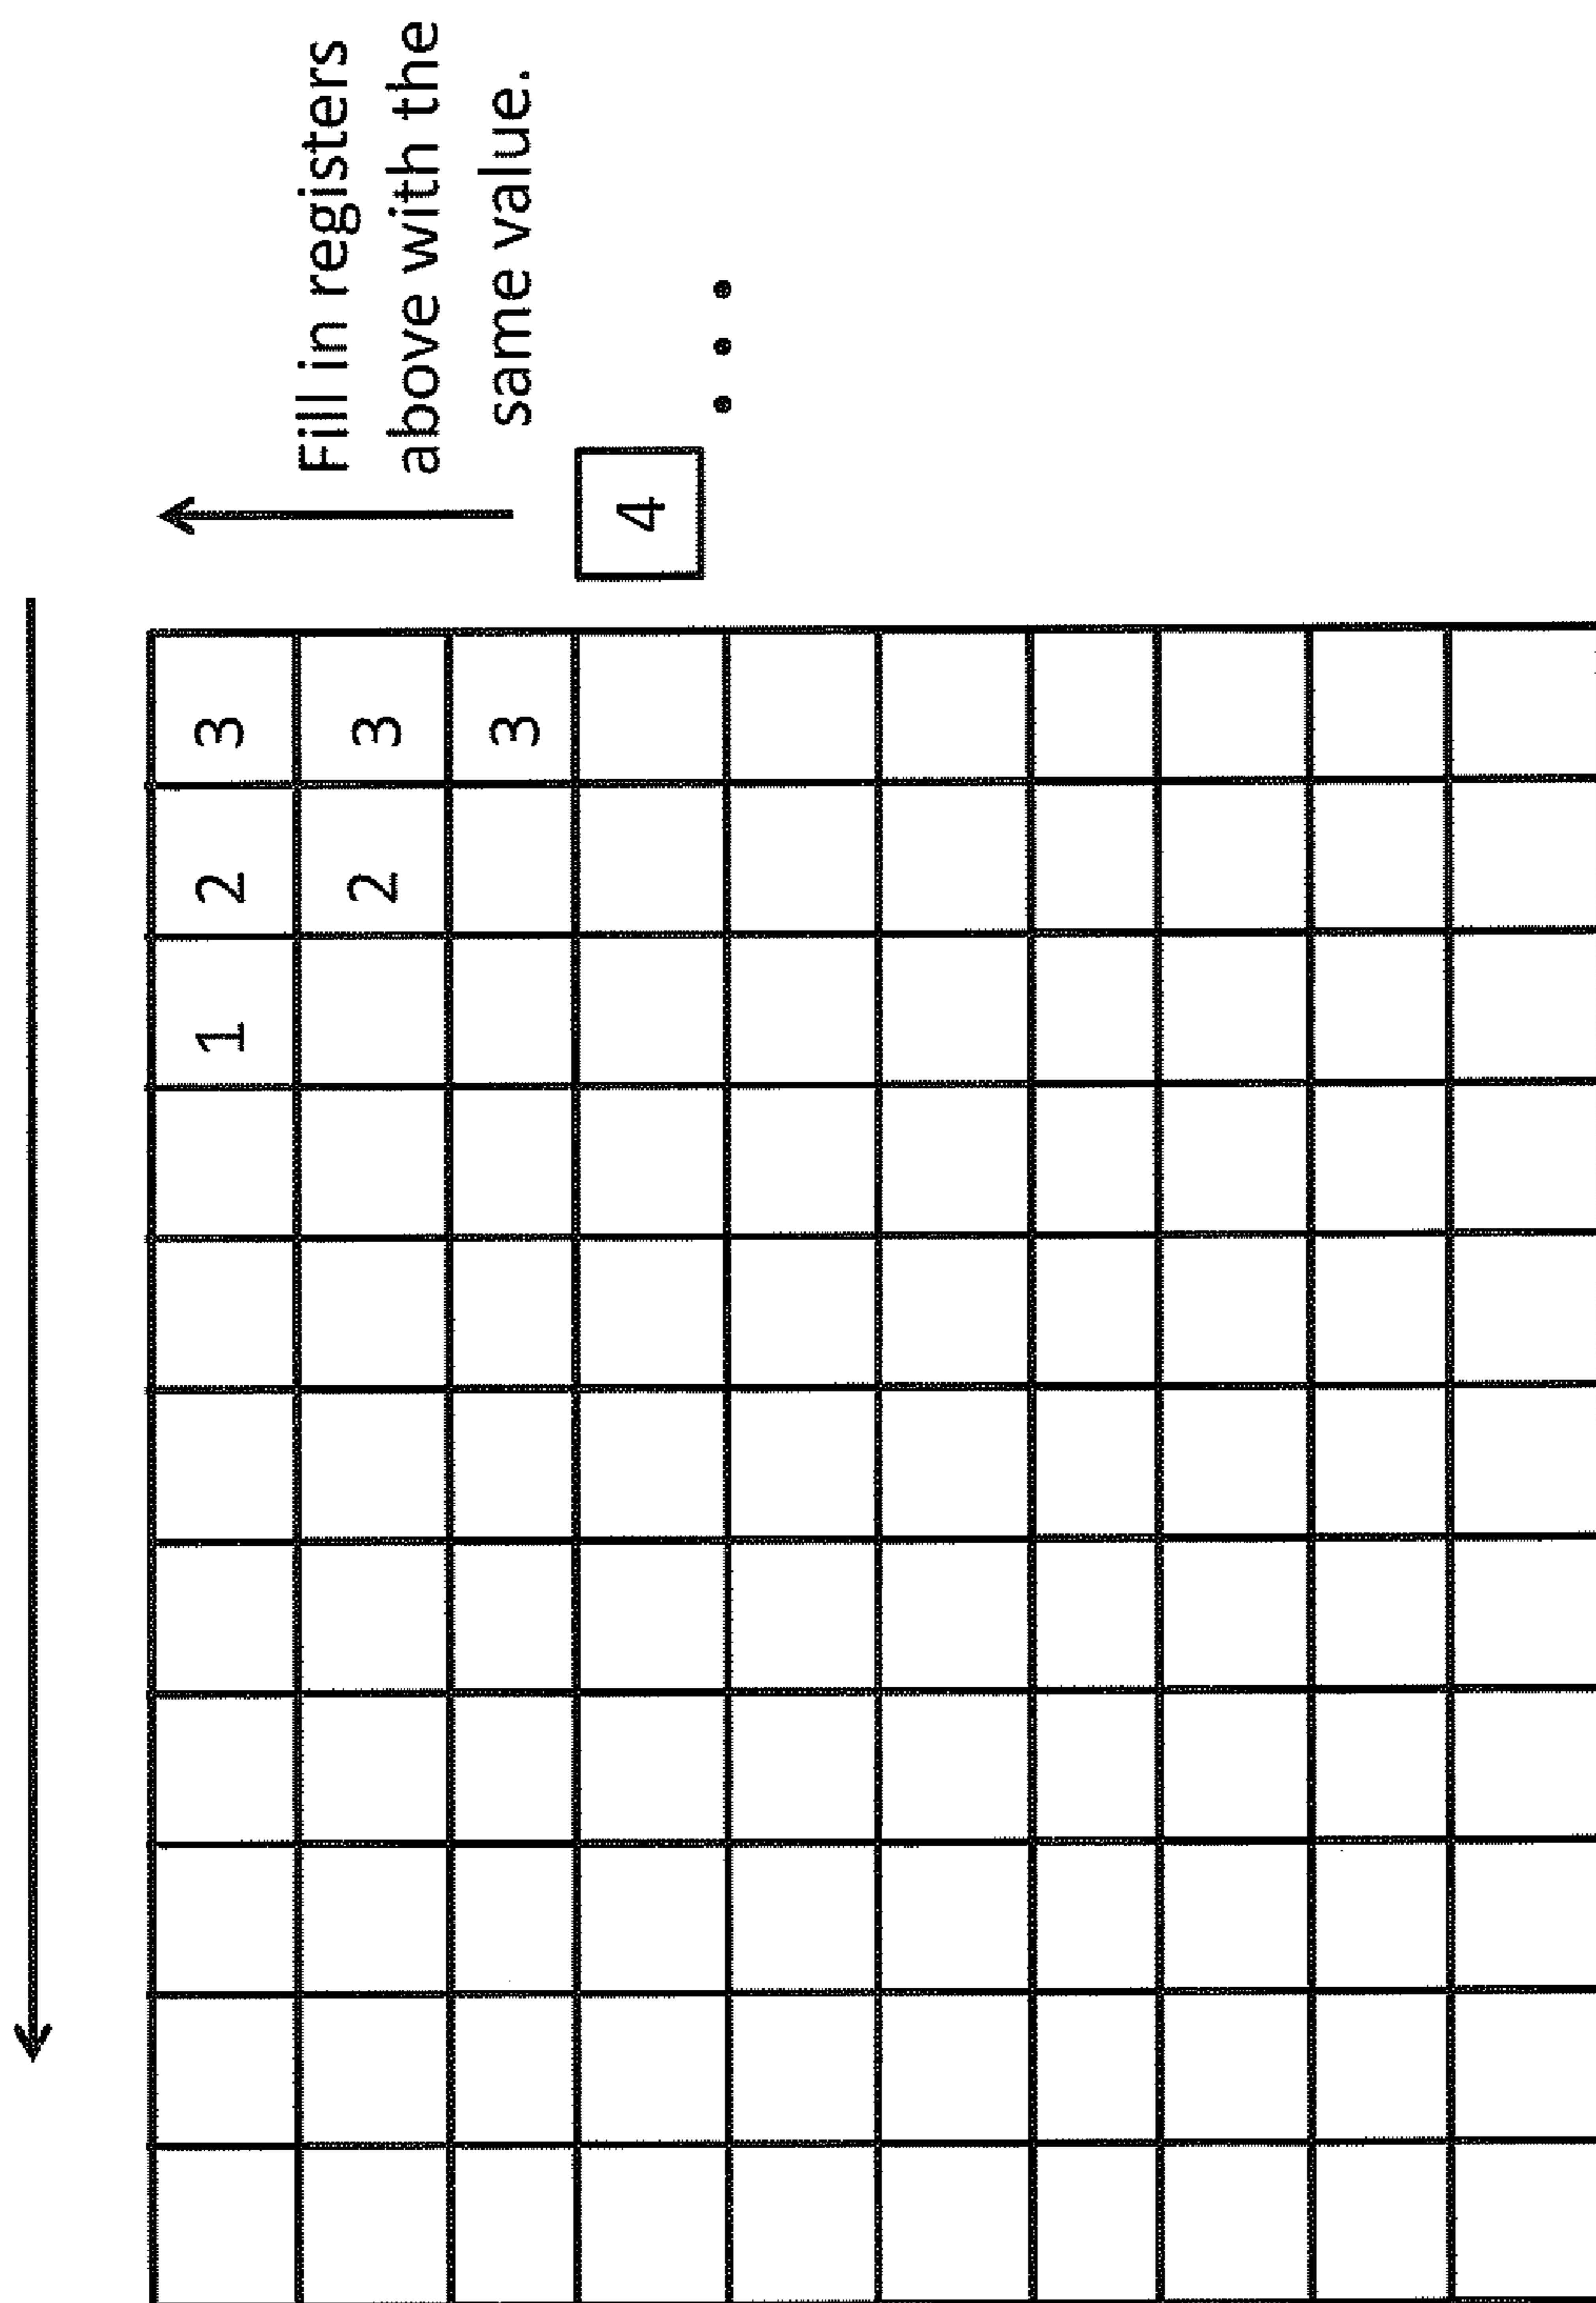 1 2 3
2 3
3
Fill in registers
above with the
same value.
4
...